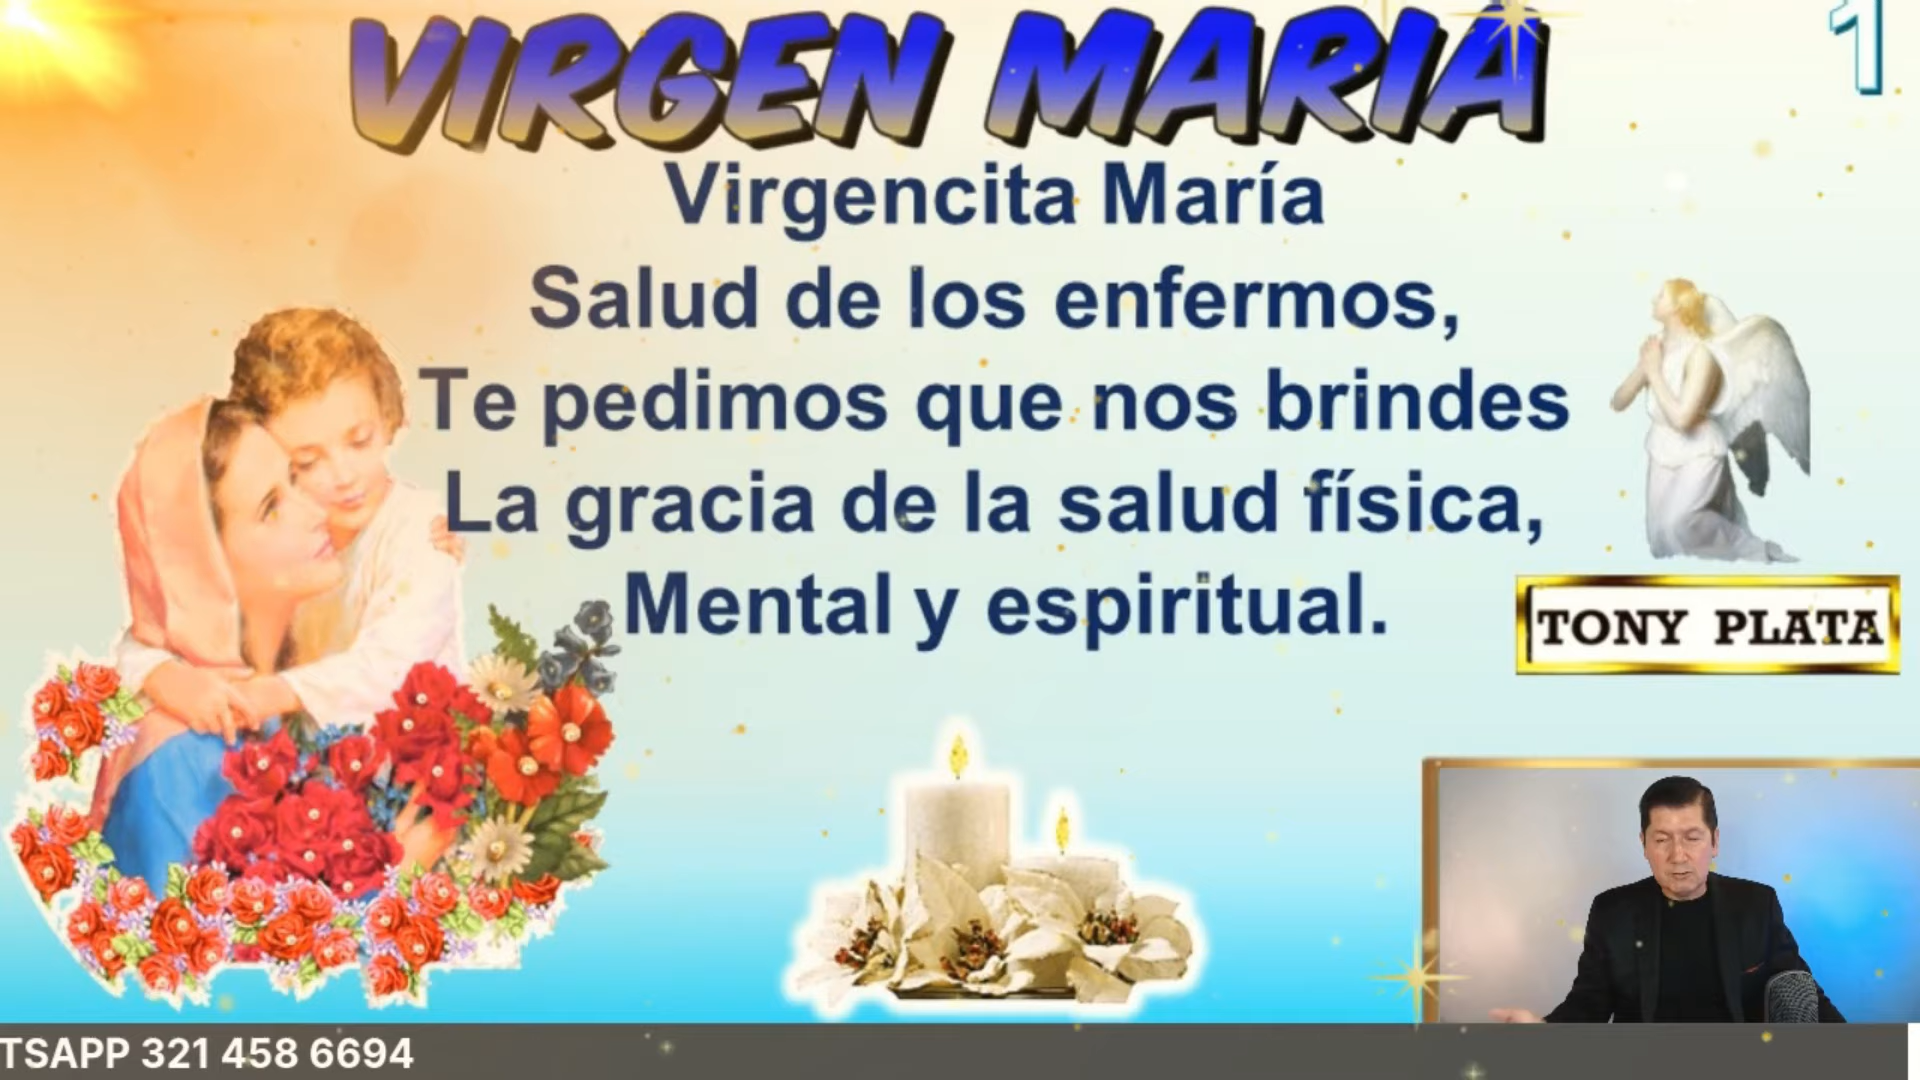 VIRGEN MARIA
1
Virgencita María
Salud de los enfermos,
Te pedimos que nos brindes
La gracia de la salud física,
Mental y espiritual.
TONY PLATA
TSAPP 321 458 6694